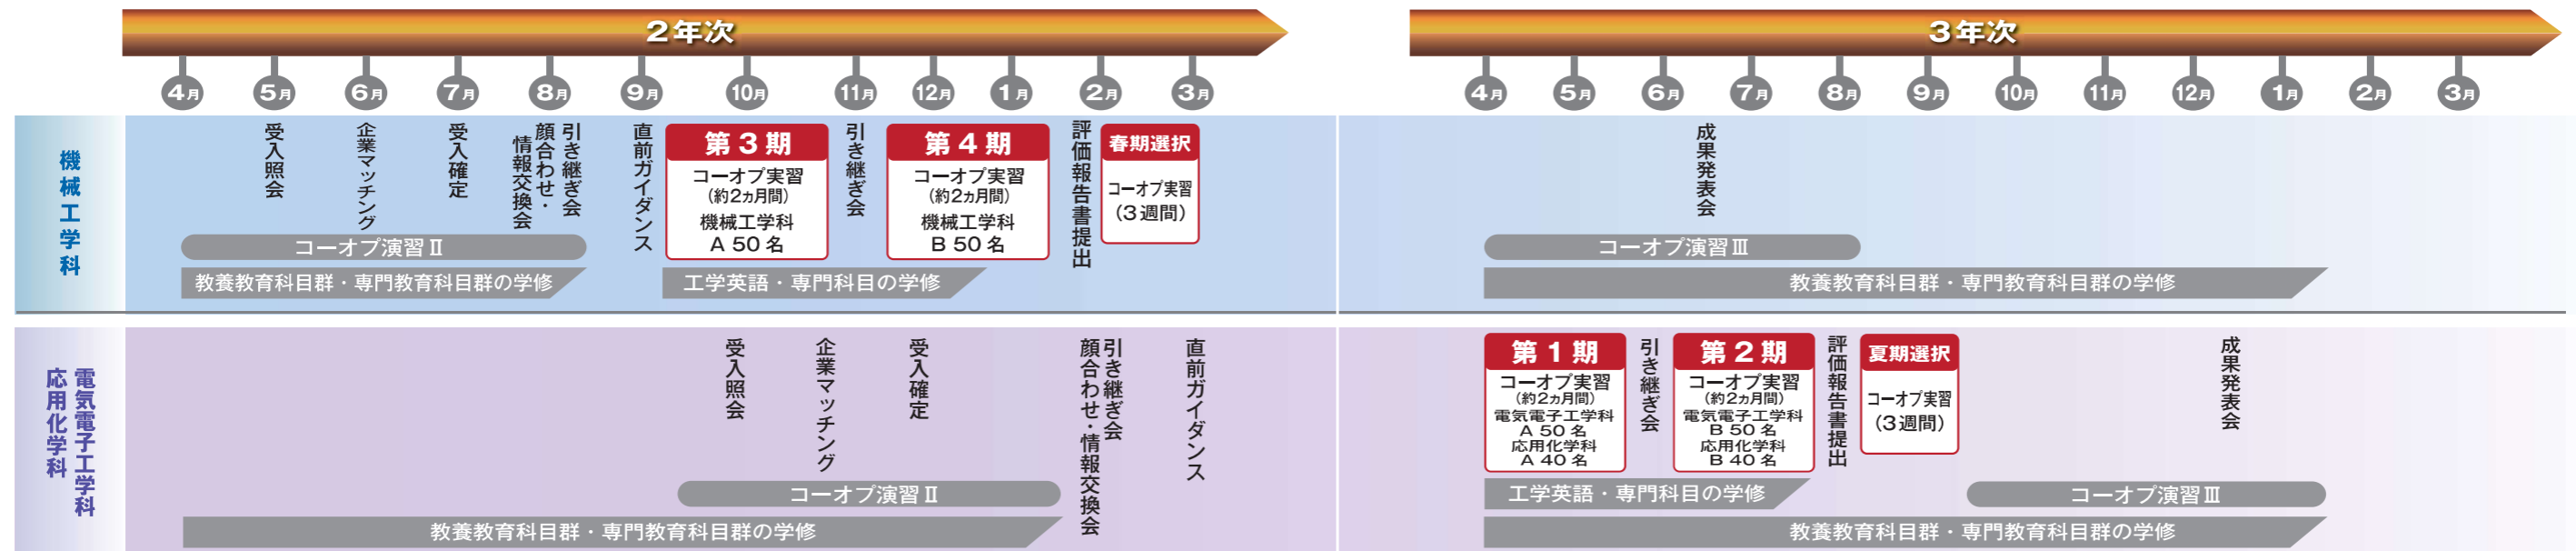 2年次
3年次
4月
5月
6月
7月
8月
9月
10月
11月
12月
1月
2月
3月
4月
5月
6月
7月
8月
9月
10月
11月
12月
1月
2月
3月
機械工学科
受入照会
企業マッチング
受入確定
引き継ぎ会
顔合わせ・
情報交換会
直前ガイダンス
第3期
コーオプ実習
(約2ヵ月間)
機械工学科
A 50名
引き継ぎ会
第4期
コーオプ実習
(約2ヵ月間)
機械工学科
B 50名
評価報告書提出
春期選択
コーオプ実習
(3週間)
コーオプ演習Ⅱ
教養教育科目群・専門教育科目群の学修
工学英語・専門科目の学修
成果発表会
コーオプ演習Ⅲ
教養教育科目群・専門教育科目群の学修
電気電子工学科
応用化学科
受入照会
企業マッチング
受入確定
引き継ぎ会
顔合わせ・情報交換会
直前ガイダンス
コーオプ演習Ⅱ
教養教育科目群・専門教育科目群の学修
第1期
コーオプ実習
(約2ヵ月間)
電気電子工学科
A 50名
応用化学科
A 40名
引き継ぎ会
第2期
コーオプ実習
(約2ヵ月間)
電気電子工学科
B 50名
応用化学科
B 40名
評価報告書提出
夏期選択
コーオプ実習
(3週間)
成果発表会
工学英語・専門科目の学修
コーオプ演習Ⅲ
教養教育科目群・専門教育科目群の学修